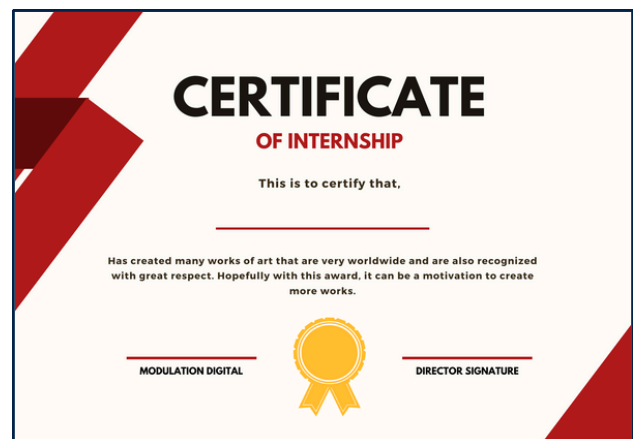 CERTIFICATE
OF INTERNSHIP
This is to certify that,
Has created many works of art that are very worldwide and are also recognized
with great respect. Hopefully with this award, it can be a motivation to create
more works.
MODULATION DIGITAL
DIRECTOR SIGNATURE